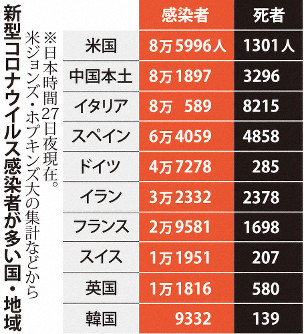 新型コロナウイルス感染者が多い国・地域
※日本時間27日夜現在。
米ジョンズ・ホプキンズ大の集計などから
感染者 死者
米国 8万5996人 1301人
中国本土 8万1897 3296
イタリア 8万 589 8215
スペイン 6万4059 4858
ドイツ 4万7278 285
イラン 3万2332 2378
フランス 2万9581 1698
スイス 1万1951 207
英国 1万1816 580
韓国 9332 139